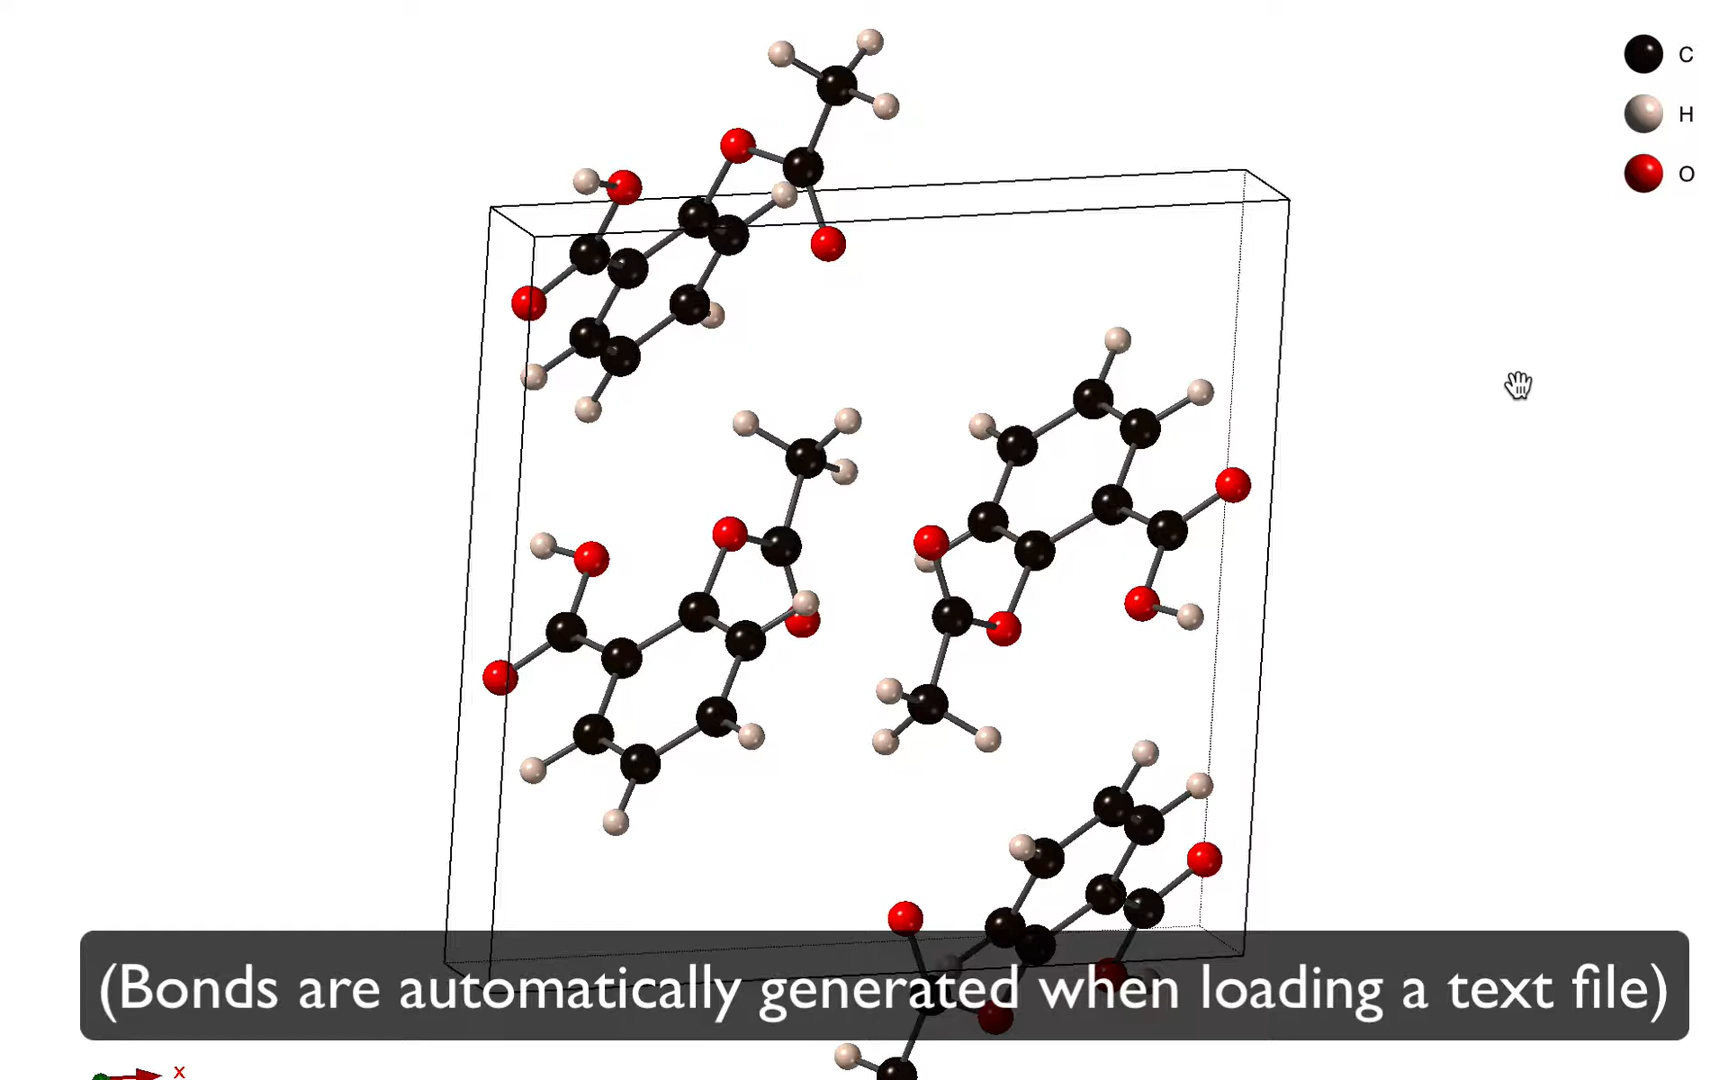 C
H
O
(Bonds are automatically generated when loading a text file)
x